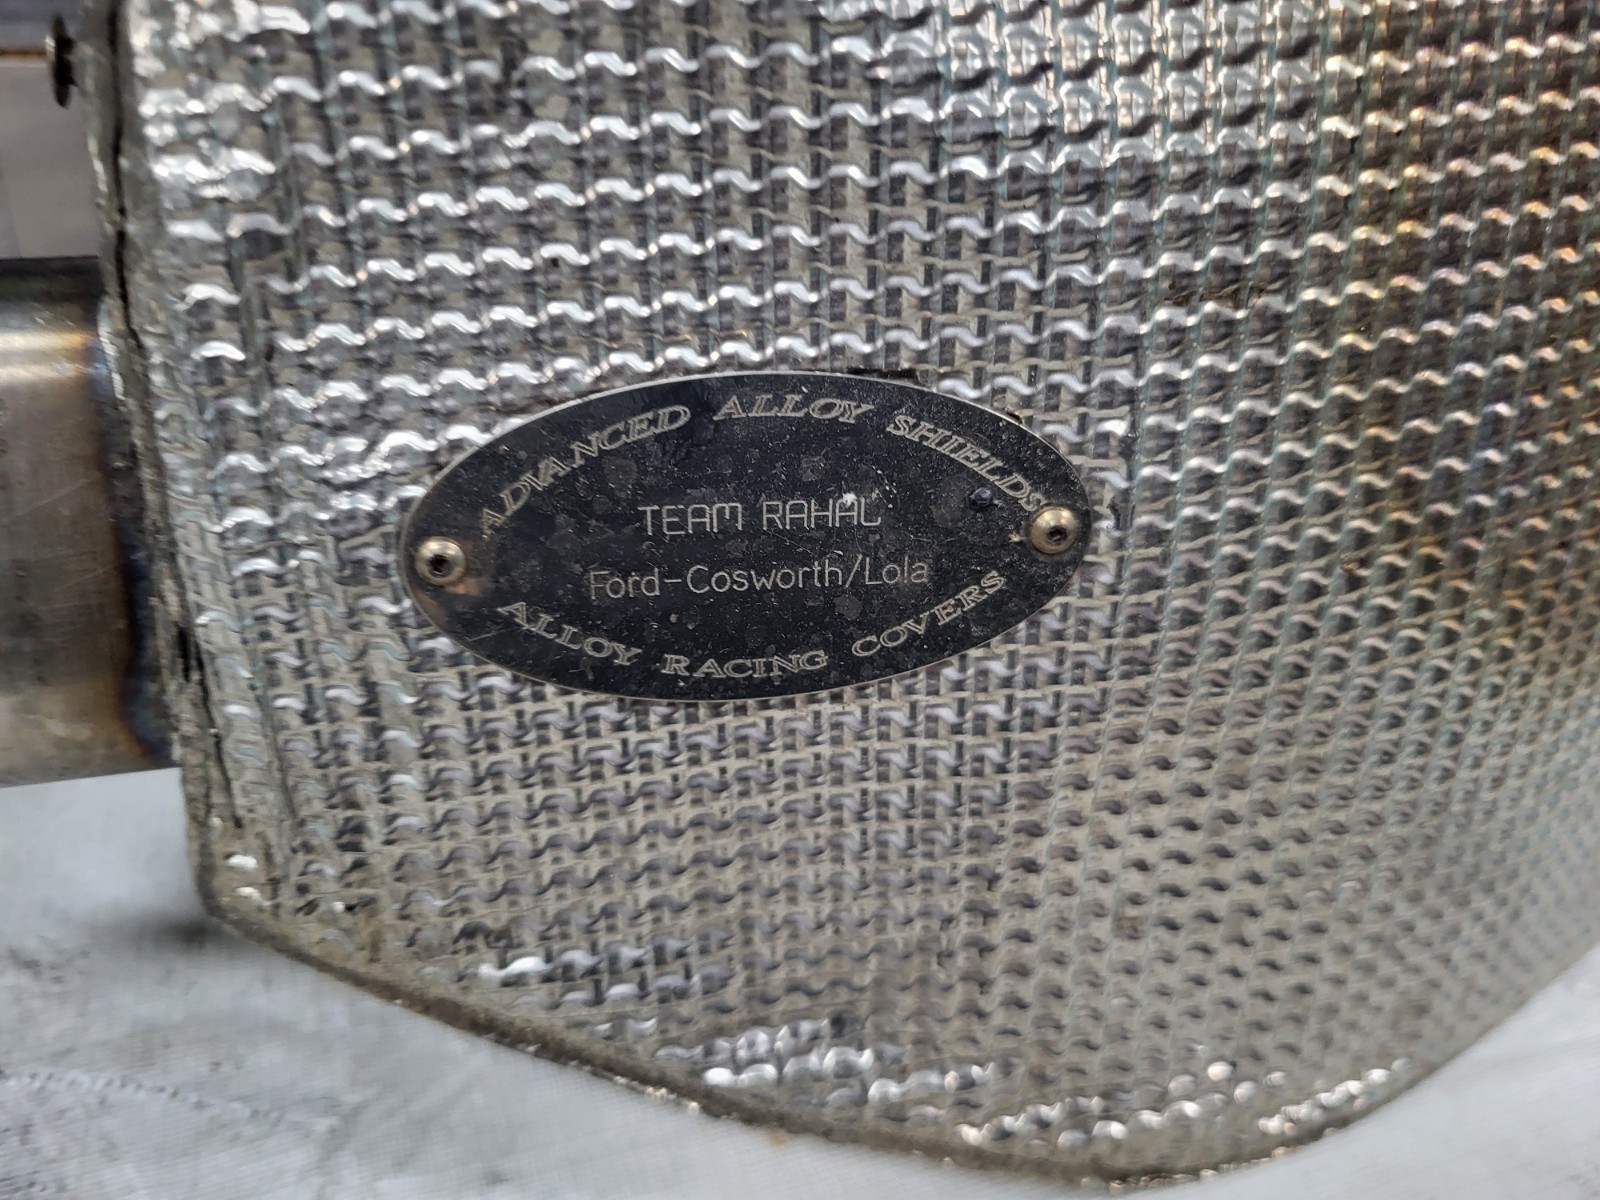 ADVANCED ALLOY SHIELDS
TEAM RAHAL
Ford-Cosworth/Lola
ALLOY RACING COVERS